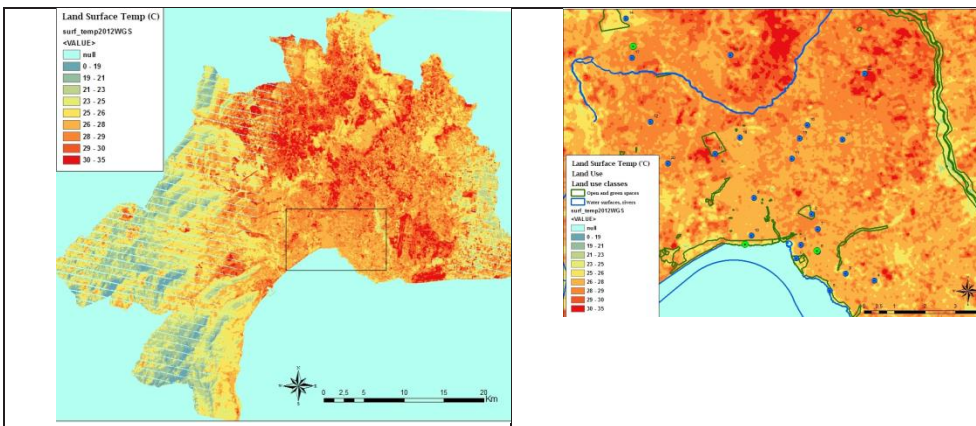 Land Surface Temp (C)
surf_temp2012WGS
<VALUE>
null
0 - 19
19 - 21
21 - 23
23 - 25
25 - 26
26 - 28
28 - 29
29 - 30
30 - 35
0 2.5 5 10 15 20
Km
Land Surface Temp (°C)
Land Use
Land use classes
Open and green spaces
Water surfaces, rivers
surf_temp2012WGS
<VALUE>
null
0 - 19
19 - 21
21 - 23
23 - 25
25 - 26
26 - 28
28 - 29
29 - 30
30 - 35